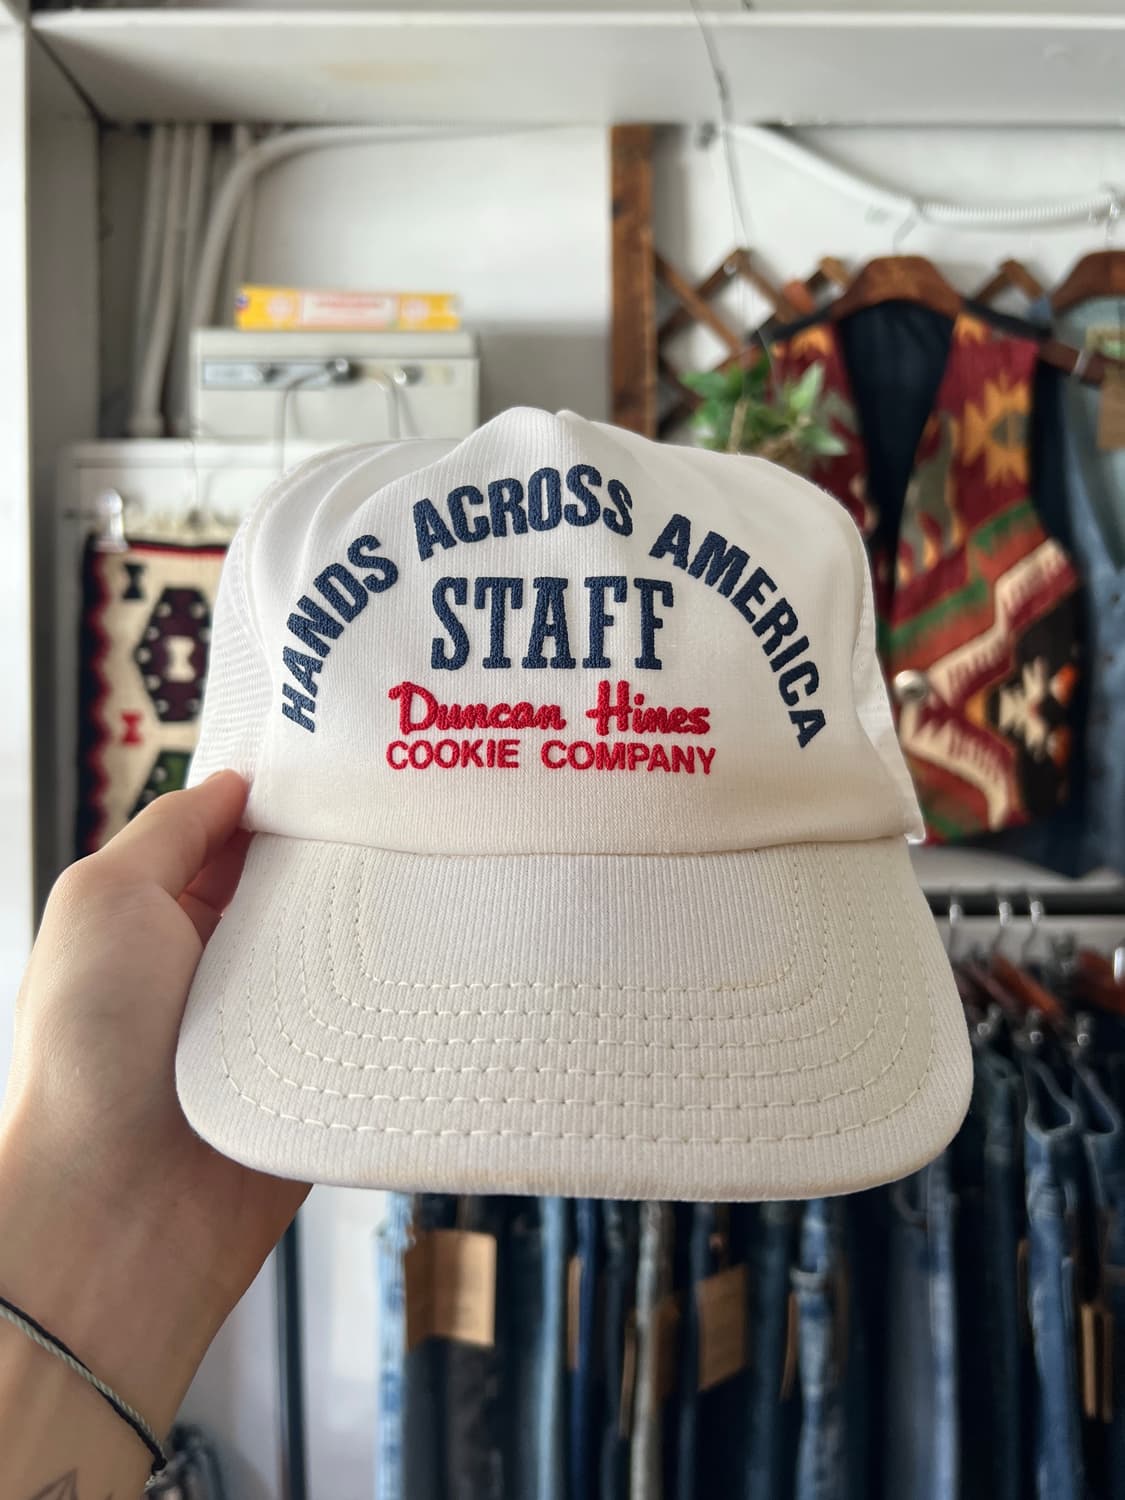 HANDS ACROSS AMERICA
STAFF
Duncan Hines
COOKIE COMPANY